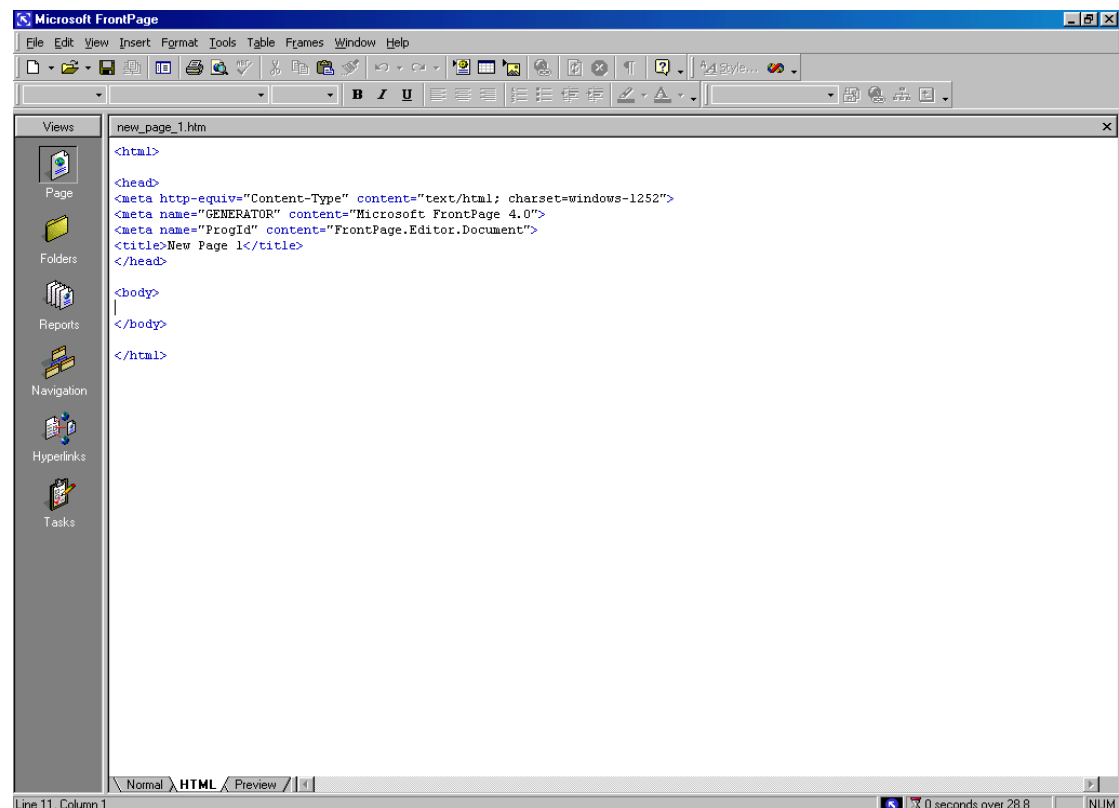 Microsoft FrontPage
File Edit View Insert Format Tools Table Frames Window Help
Style...
B I U
Views
new_page_1.htm
Page
Folders
Reports
Navigation
Hyperlinks
Tasks
<html>
<head>
<meta http-equiv="Content-Type" content="text/html; charset=windows-1252">
<meta name="GENERATOR" content="Microsoft FrontPage 4.0">
<meta name="ProgId" content="FrontPage.Editor.Document">
<title>New Page 1</title>
</head>
<body>
</body>
</html>
Normal HTML Preview
Line 11, Column 1
0 seconds over 28.8
NUM